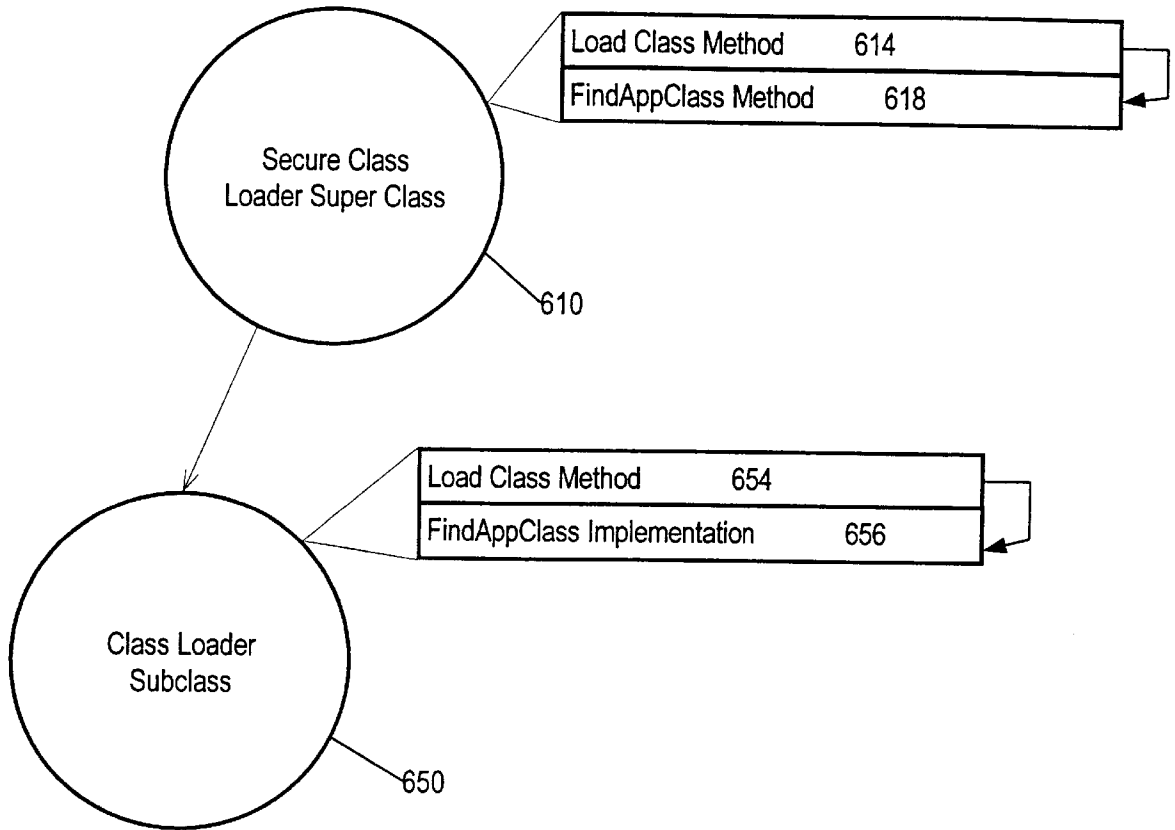 Load Class Method 614
FindAppClass Method 618
Secure Class
Loader Super Class
610
Load Class Method 654
FindAppClass Implementation 656
Class Loader
Subclass
650